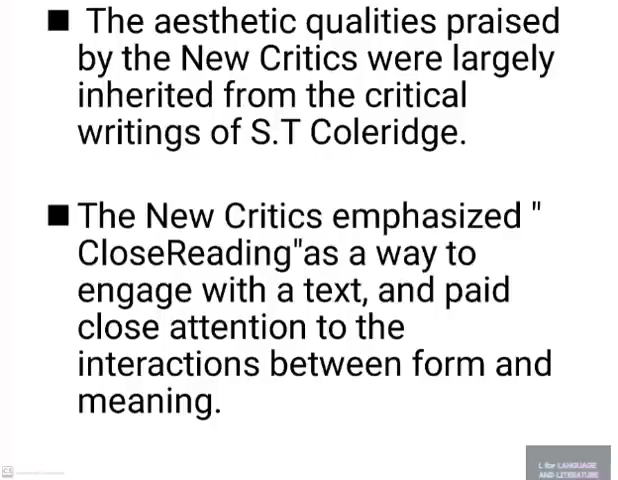 ■ The aesthetic qualities praised
by the New Critics were largely
inherited from the critical
writings of S.T Coleridge.
■ The New Critics emphasized "
CloseReading"as a way to
engage with a text, and paid
close attention to the
interactions between form and
meaning.
L for LANGUAGE
AND LITERATURE
CS